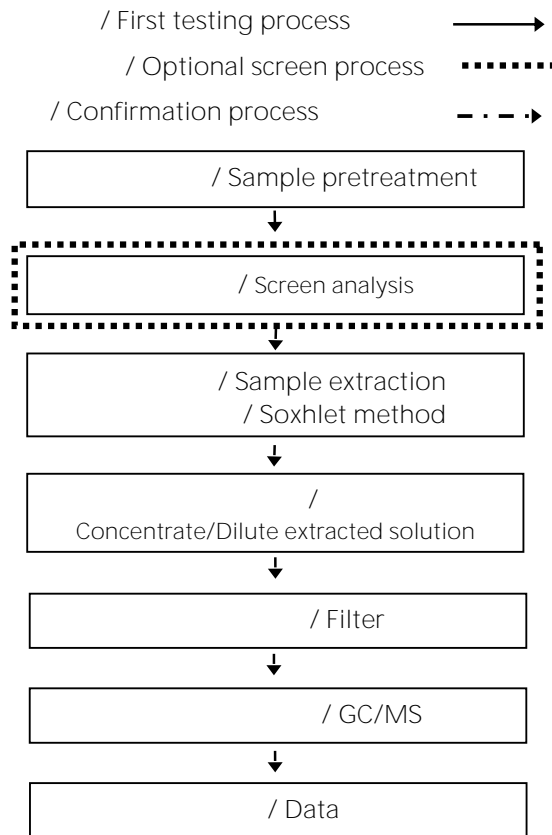 / First testing process
/ Optional screen process
/ Confirmation process
/ Sample pretreatment
/ Screen analysis
/ Sample extraction
/ Soxhlet method
/
Concentrate/Dilute extracted solution
/ Filter
/ GC/MS
/ Data